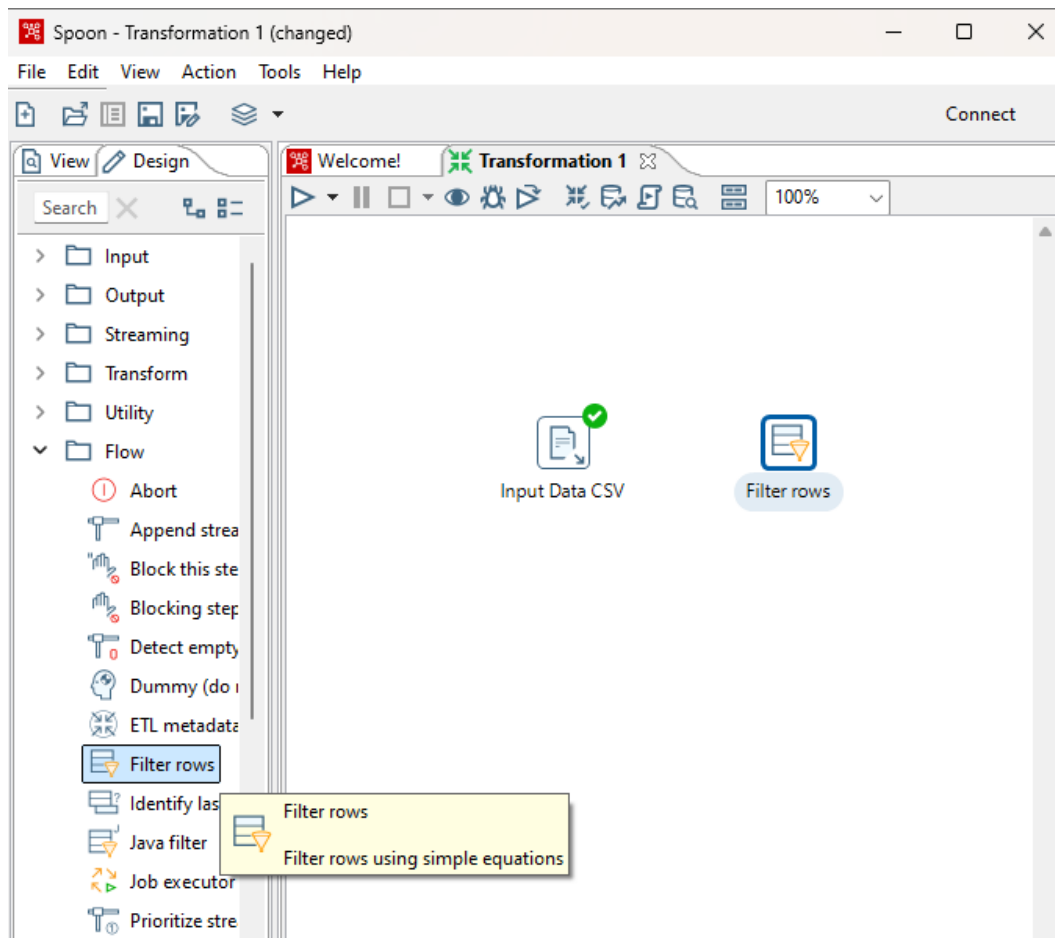 Spoon - Transformation 1 (changed)
File Edit View Action Tools Help
Connect
View Design
Welcome! Transformation 1
Search
100%
Input
Output
Streaming
Transform
Utility
Flow
Abort
Append strea
Block this ste
Blocking step
Detect empty
Dummy (do
ETL metadata
Filter rows
Identify las
Java filter
Job executor
Prioritize stre
Filter rows
Filter rows using simple equations
Input Data CSV
Filter rows